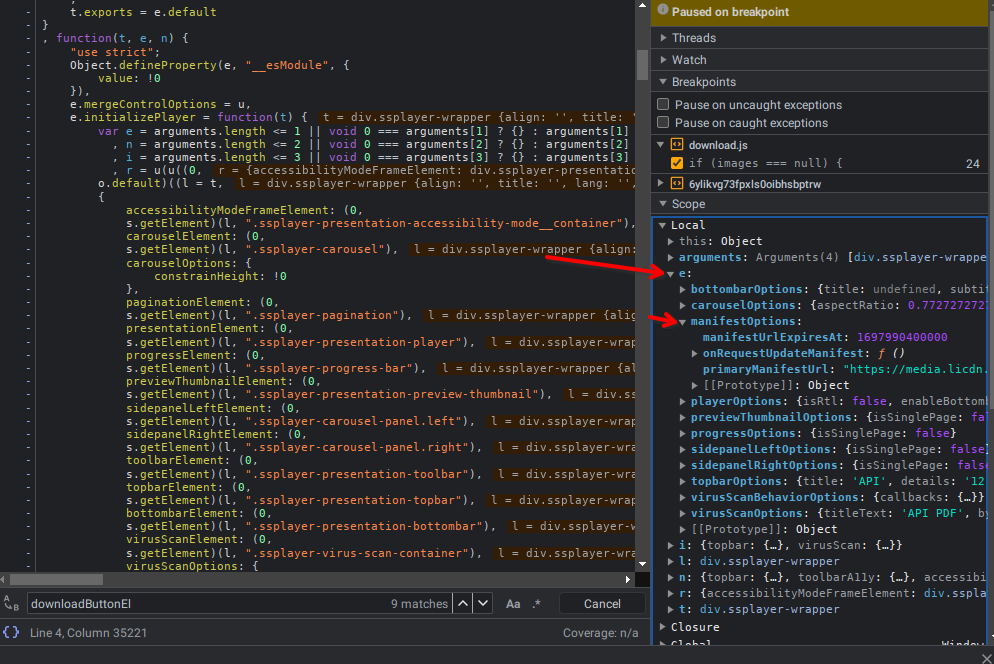 t.exports = e.default
}
, function(t, e, n) {
"use strict";
Object.defineProperty(e, "__esModule", {
value: !0
}),
e.mergeControlOptions = u,
e.initializePlayer = function(t) { t = div.ssplayer-wrapper {align: '', title: '
var e = arguments.length <= 1 || void 0 === arguments[1] ? {} : arguments[1]
, n = arguments.length <= 2 || void 0 === arguments[2] ? {} : arguments[2]
, i = arguments.length <= 3 || void 0 === arguments[3] ? {} : arguments[3]
, r = u(u((0, r = {accessibilityModeFrameElement: div.ssplayer-presentatio
o.default)((l = t, l = div.ssplayer-wrapper {align: '', title: '', lang: '',
{
accessibilityModeFrameElement: (0,
s.getElement)(l, ".ssplayer-presentation-accessibility-mode__container"),
carouselElement: (0,
s.getElement)(l, ".ssplayer-carousel"), l = div.ssplayer-wrapper {align:
carouselOptions: {
constrainHeight: !0
},
paginationElement: (0,
s.getElement)(l, ".ssplayer-pagination"), l = div.ssplayer-wrapper {alig
presentationElement: (0,
s.getElement)(l, ".ssplayer-presentation-player"), l = div.ssplayer-wrap
progressElement: (0,
s.getElement)(l, ".ssplayer-progress-bar"), l = div.ssplayer-wrapper {al
previewThumbnailElement: (0,
s.getElement)(l, ".ssplayer-presentation-preview-thumbnail"), l = div.ss
sidepanelLeftElement: (0,
s.getElement)(l, ".ssplayer-carousel-panel.left"), l = div.ssplayer-wrap
sidepanelRightElement: (0,
s.getElement)(l, ".ssplayer-carousel-panel.right"), l = div.ssplayer-wra
toolbarElement: (0,
s.getElement)(l, ".ssplayer-presentation-toolbar"), l = div.ssplayer-wra
topbarElement: (0,
s.getElement)(l, ".ssplayer-presentation-topbar"), l = div.ssplayer-wrap
bottombarElement: (0,
s.getElement)(l, ".ssplayer-presentation-bottombar"), l = div.ssplayer-w
virusScanElement: (0,
s.getElement)(l, ".ssplayer-virus-scan-container"), l = div.ssplayer-wra
virusScanOptions: {
downloadButtonEl 9 matches Aa .* Cancel
{} Line 4, Column 35221 Coverage: n/a
Paused on breakpoint
Threads
Watch
Breakpoints
Pause on uncaught exceptions
Pause on caught exceptions
download.js
if (images === null) { 24
6ylikvg73fpxls0oibhsbptrw
Scope
Local
this: Object
arguments: Arguments(4) [div.ssplayer-wrappe
e:
bottombarOptions: {title: undefined, subtit
carouselOptions: {aspectRatio: 0.7727272727
manifestOptions:
manifestUrlExpiresAt: 1697990400000
onRequestUpdateManifest: ƒ ()
primaryManifestUrl: "https://media.licdn.
[[Prototype]]: Object
playerOptions: {isRtl: false, enableBottomb
previewThumbnailOptions: {isSinglePage: fal
progressOptions: {isSinglePage: false}
sidepanelLeftOptions: {isSinglePage: false}
sidepanelRightOptions: {isSinglePage: false
topbarOptions: {title: 'API', details: '12
virusScanBehaviorOptions: {callbacks: {…}}
virusScanOptions: {titleText: 'API PDF', by
[[Prototype]]: Object
i: {topbar: {…}, virusScan: {…}}
l: div.ssplayer-wrapper
n: {topbar: {…}, toolbarA11y: {…}, accessibi
r: {accessibilityModeFrameElement: div.sspla
t: div.ssplayer-wrapper
Closure
Global Window